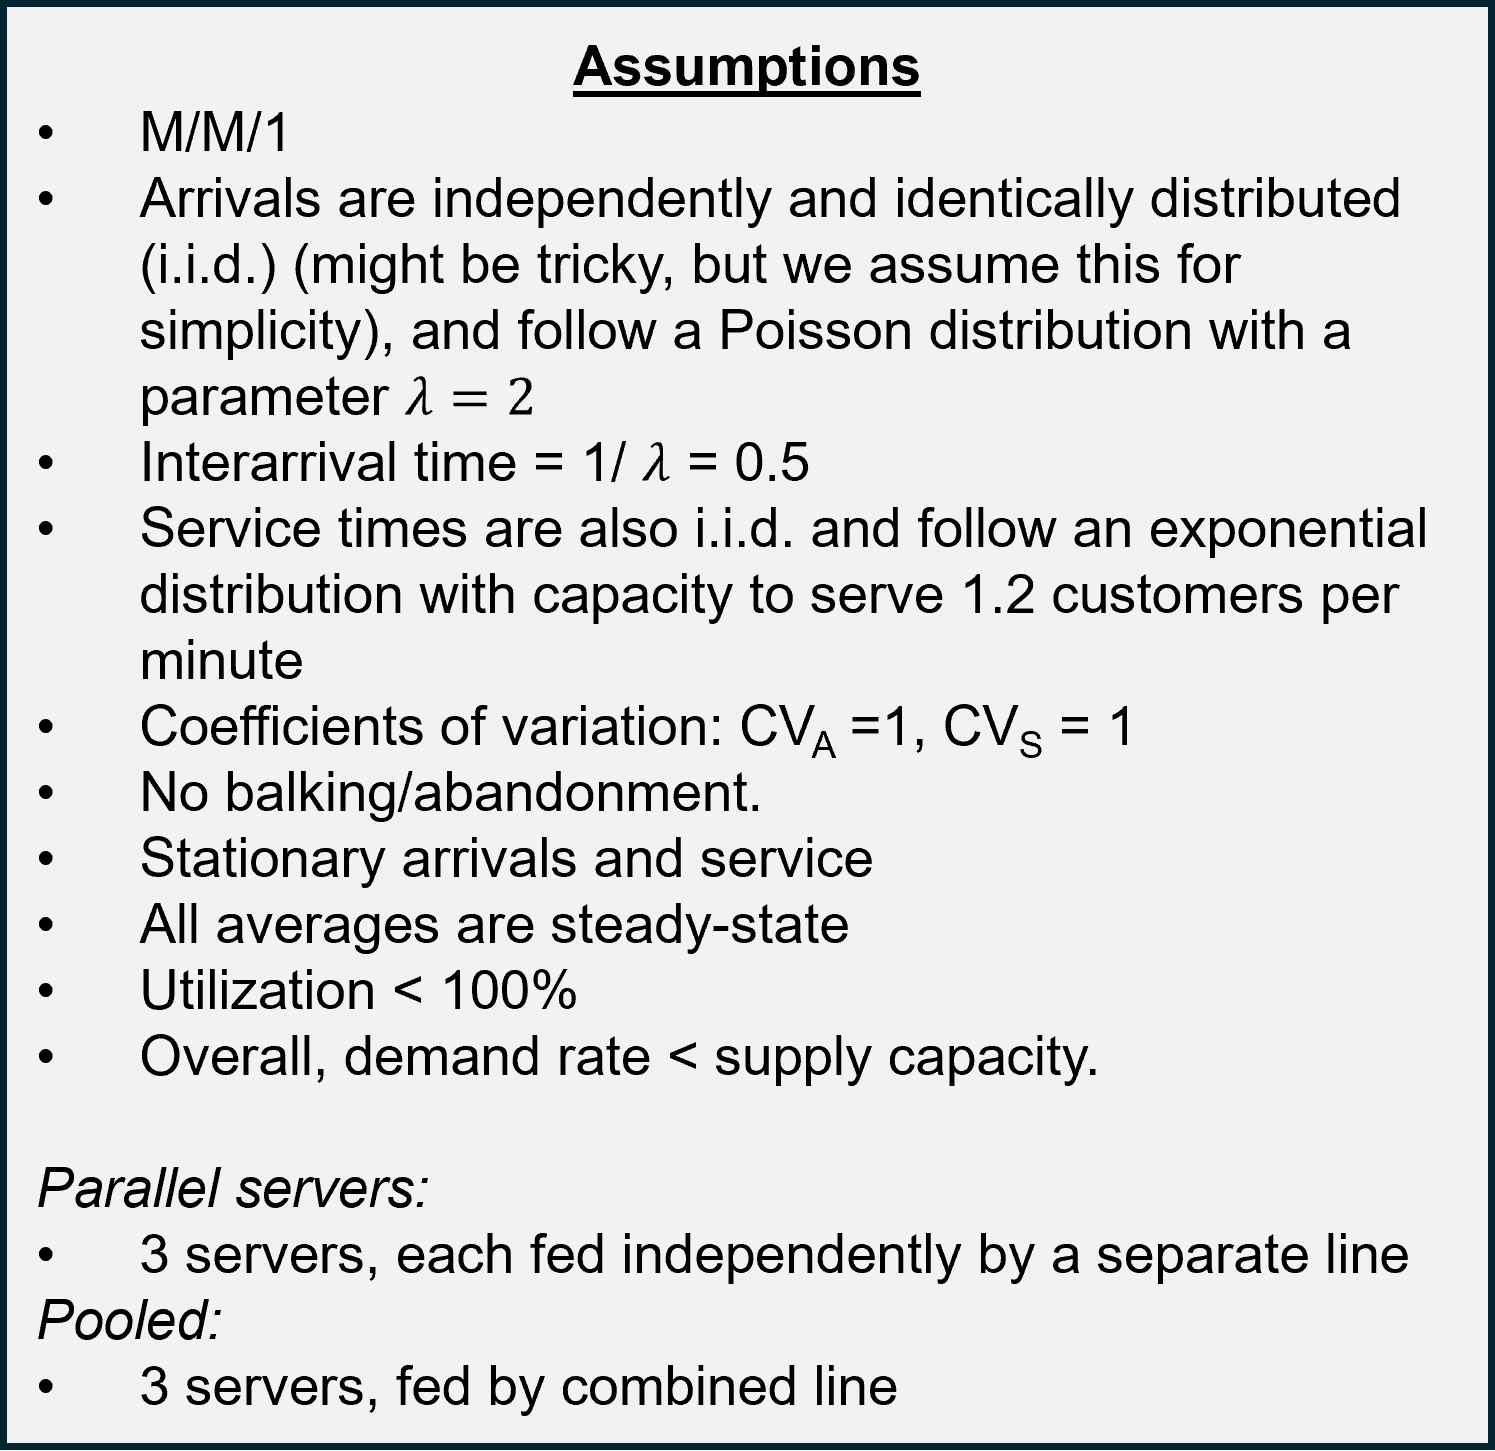 Assumptions
• M/M/1
• Arrivals are independently and identically distributed
(i.i.d.) (might be tricky, but we assume this for
simplicity), and follow a Poisson distribution with a
parameter λ = 2
• Interarrival time = 1/ λ = 0.5
• Service times are also i.i.d. and follow an exponential
distribution with capacity to serve 1.2 customers per
minute
• Coefficients of variation: CVA =1, CVS = 1
• No balking/abandonment.
• Stationary arrivals and service
• All averages are steady-state
• Utilization < 100%
• Overall, demand rate < supply capacity.
Parallel servers:
• 3 servers, each fed independently by a separate line
Pooled:
• 3 servers, fed by combined line